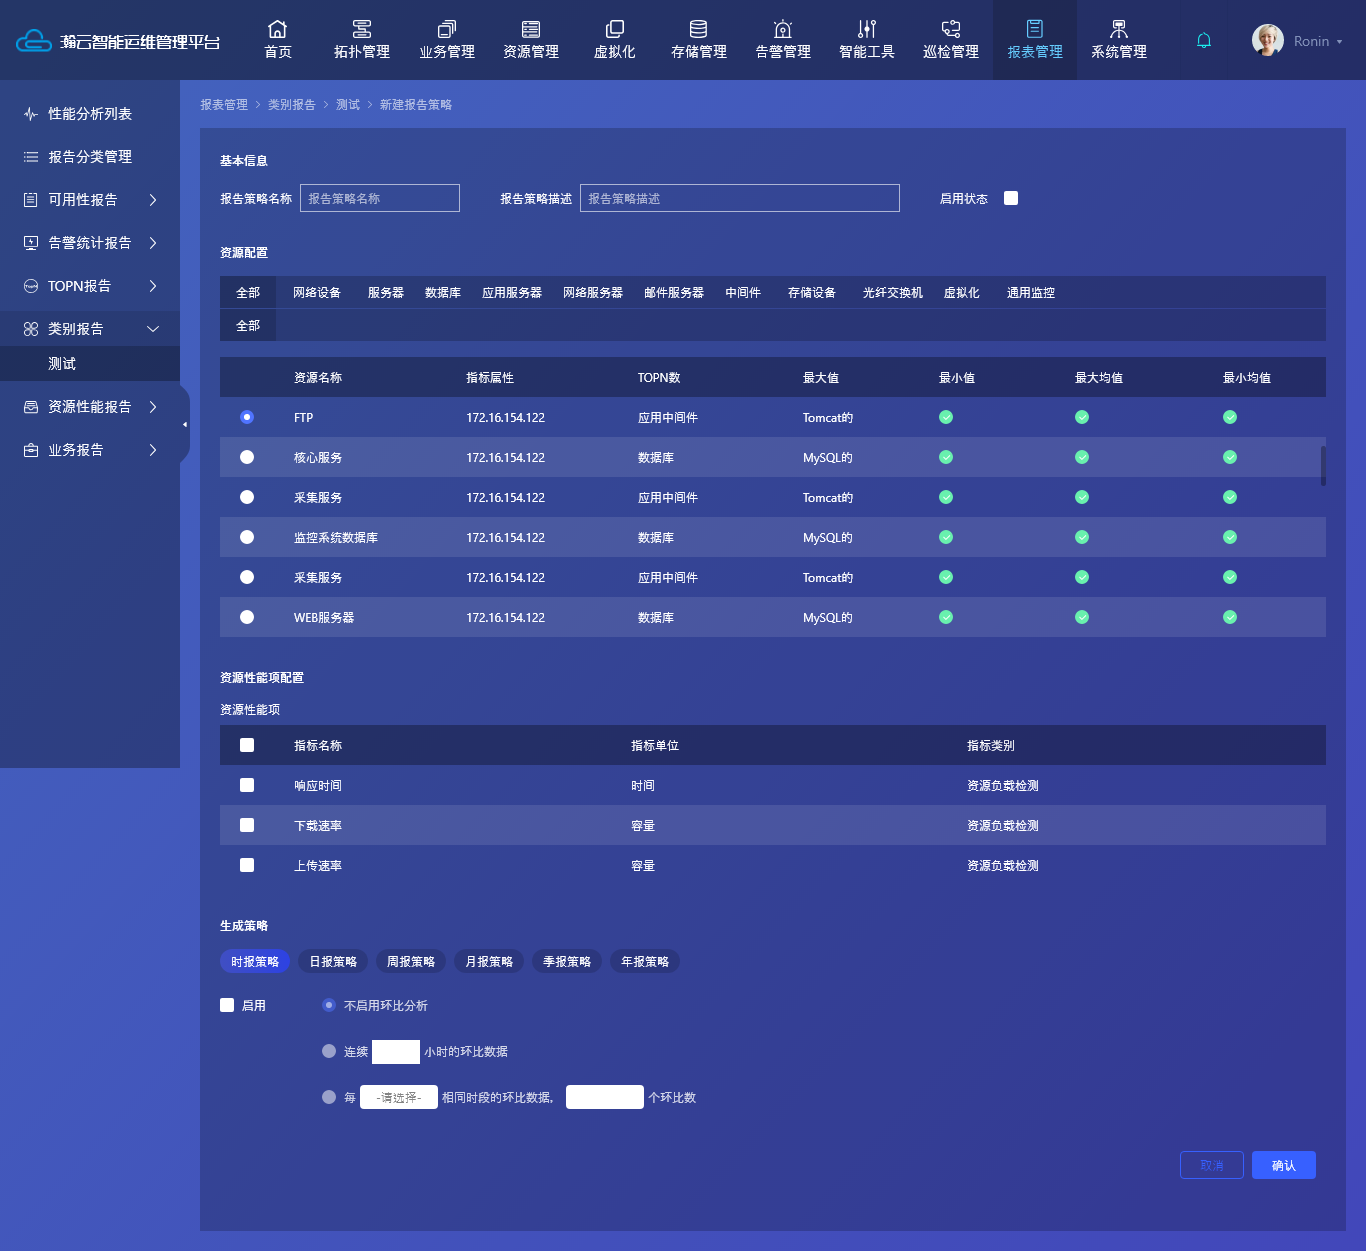 瀚云智能运维管理平台
首页 拓扑管理 业务管理 资源管理 虚拟化 存储管理 告警管理 智能工具 巡检管理 报表管理 系统管理 Ronin
性能分析列表
报告分类管理
可用性报告
告警统计报告
TOPN报告
类别报告
测试
资源性能报告
业务报告
报表管理 > 类别报告 > 测试 > 新建报告策略
基本信息
报告策略名称 报告策略名称 报告策略描述 报告策略描述 启用状态
资源配置
全部 网络设备 服务器 数据库 应用服务器 网络服务器 邮件服务器 中间件 存储设备 光纤交换机 虚拟化 通用监控
全部
资源名称 指标属性 TOPN数 最大值 最小值 最大均值 最小均值
FTP 172.16.154.122 应用中间件 Tomcat的
核心服务 172.16.154.122 数据库 MySQL的
采集服务 172.16.154.122 应用中间件 Tomcat的
监控系统数据库 172.16.154.122 数据库 MySQL的
采集服务 172.16.154.122 应用中间件 Tomcat的
WEB服务器 172.16.154.122 数据库 MySQL的
资源性能项配置
资源性能项
指标名称 指标单位 指标类别
响应时间 时间 资源负载检测
下载速率 容量 资源负载检测
上传速率 容量 资源负载检测
生成策略
时报策略 日报策略 周报策略 月报策略 季报策略 年报策略
启用 不启用环比分析
连续 小时的环比数据
每 -请选择- 相同时段的环比数据， 个环比数
取消 确认